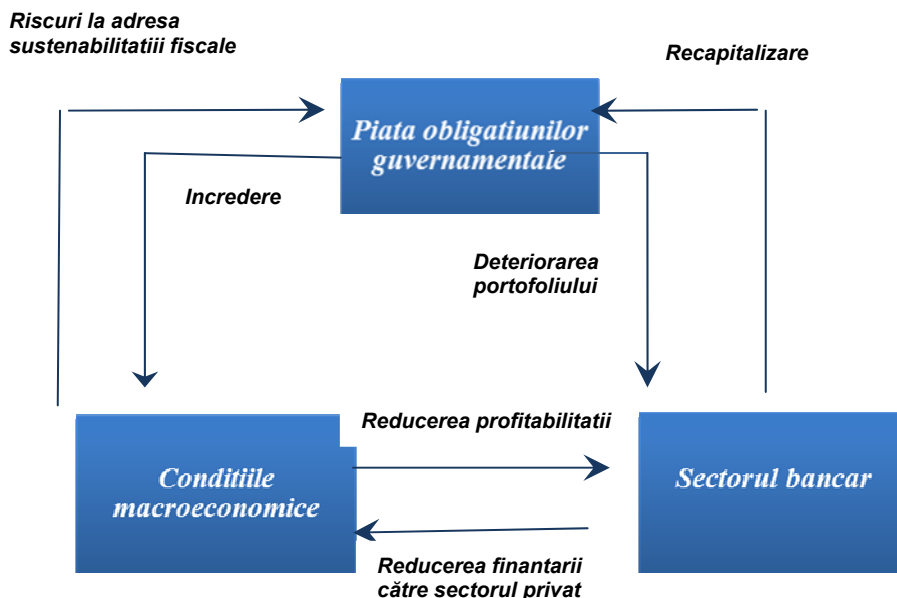 Riscuri la adresa
sustenabilitatiii fiscale
Recapitalizare
Piata obligatiunilor
guvernamentale
Incredere
Deteriorarea
portofoliului
Reducerea profitabilitatii
Conditiile
macroeconomice
Sectorul bancar
Reducerea finantarii
către sectorul privat